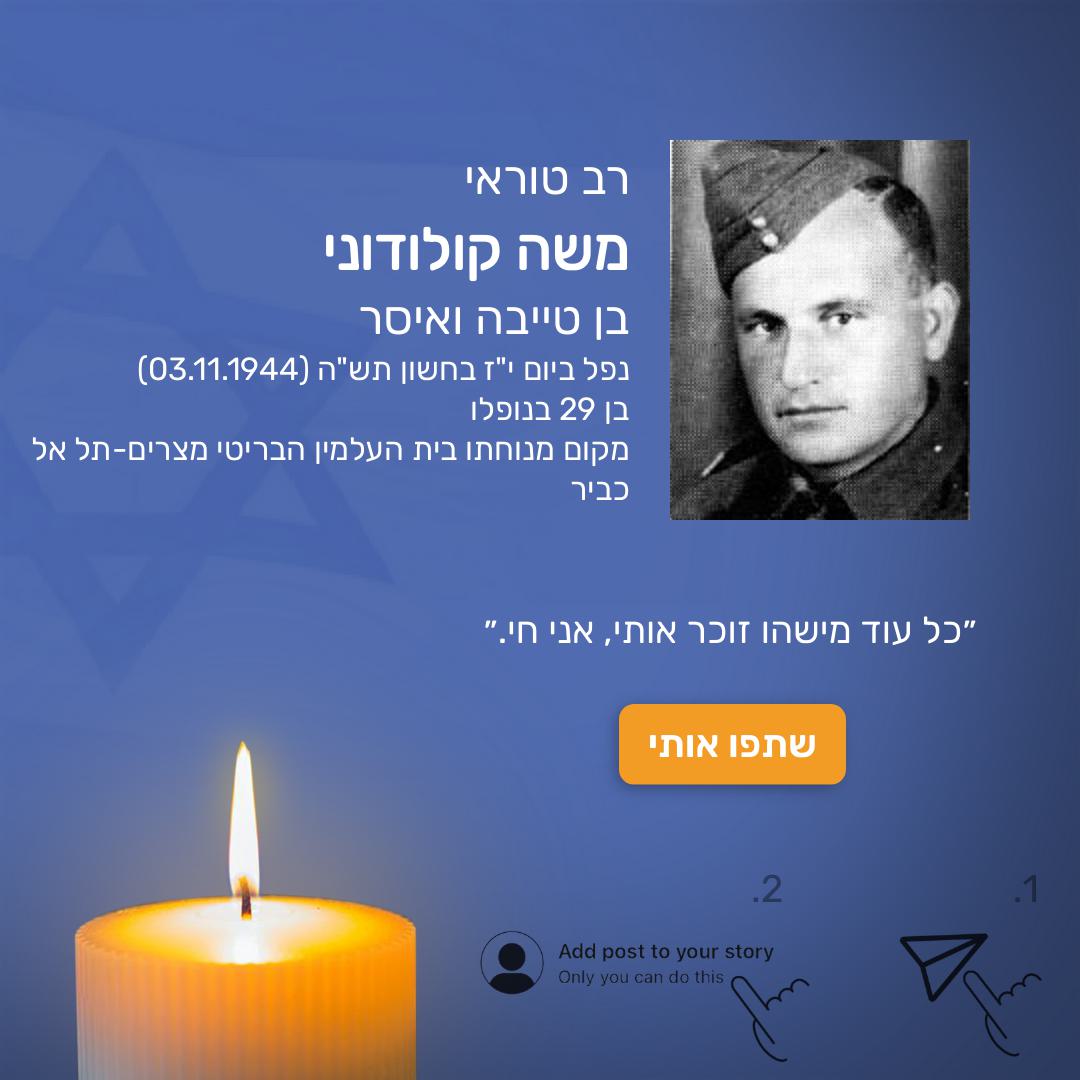 רב טוראי
משה קולודוני
בן טייבה ואיסר
נפל ביום י"ז בחשון תש"ה (03.11.1944)
בן 29 בנופלו
מקום מנוחתו בית העלמין הבריטי מצרים-תל אל
כביר
״כל עוד מישהו זוכר אותי, אני חי.״
שתפו אותי
1.
2.
Add post to your story
Only you can do this